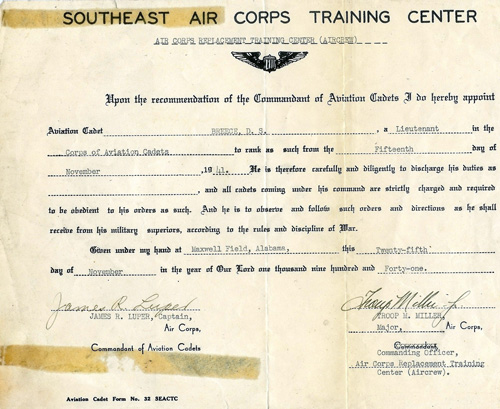 SOUTHEAST AIR CORPS TRAINING CENTER
AIR CORPS REPLACEMENT TRAINING CENTER (AIRCREW)
Upon the recommendation of the Commandant of Aviation Cadets I do hereby appoint
Aviation Cadet BREECE, D. S. , a Lieutenant in the
Corps of Aviation Cadets to rank as such from the Fifteenth day of
November , 1941. He is therefore carefully and diligently to discharge his duties as
, and all cadets coming under his command are strictly charged and required
to be obedient to his orders as such. And he is to observe and follow such orders and directions as he shall
receive from his military superiors, according to the rules and discipline of War.
Given under my hand at Maxwell Field, Alabama, this Twenty-fifth
day of November in the year of Our Lord one thousand nine hundred and Forty-one.
James R. Luper Troop Miller Jr
JAMES R. LUPER, Captain, TROOP M. MILLER,
Air Corps, Major, Air Corps,
Commandant of Aviation Cadets Commandant
Commanding Officer,
Air Corps Replacement Training
Center (Aircrew).
Aviation Cadet Form No. 32 SEACTC